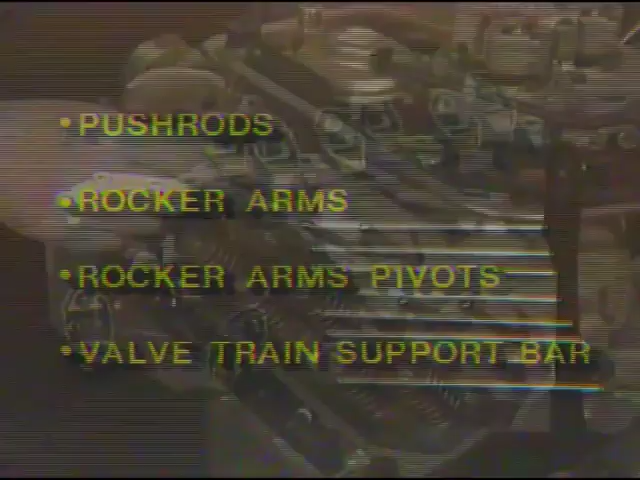 •PUSHRODS
•ROCKER ARMS
•ROCKER ARMS PIVOTS
•VALVE TRAIN SUPPORT BAR